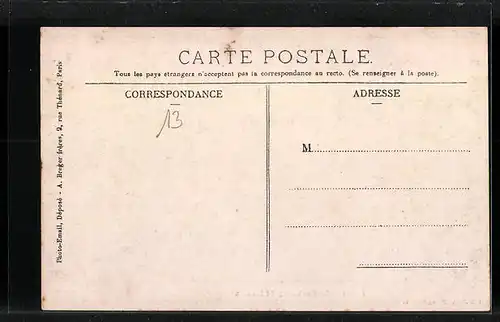 CARTE POSTALE.
Tous les pays étrangers n'acceptent pas la correspondance au recto. (Se renseigner à la poste).
CORRESPONDANCE
13
ADRESSE
M
Photo-Email, Déposé - A. Breger frères, 9, rue Thénard, Paris